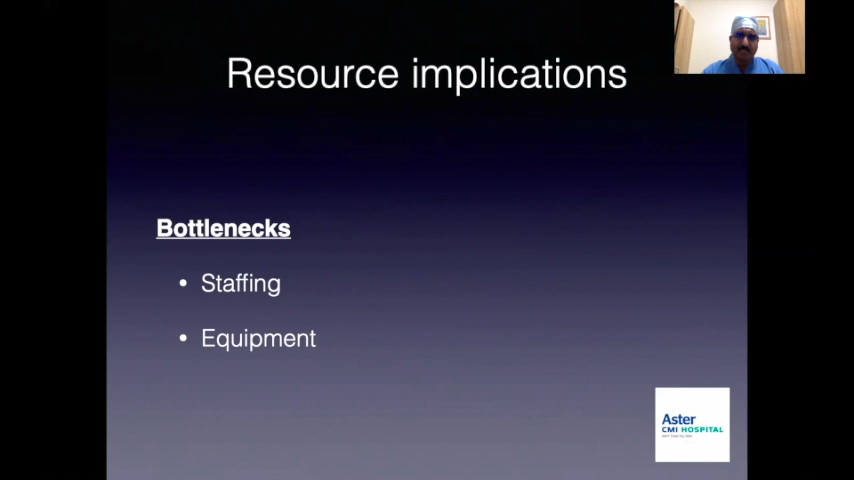 Resource implications
Bottlenecks
• Staffing
• Equipment
Aster
CMI HOSPITAL